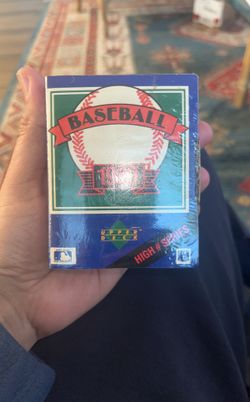 BASEBALL
UPPER
DECK
HIGH # SERIES